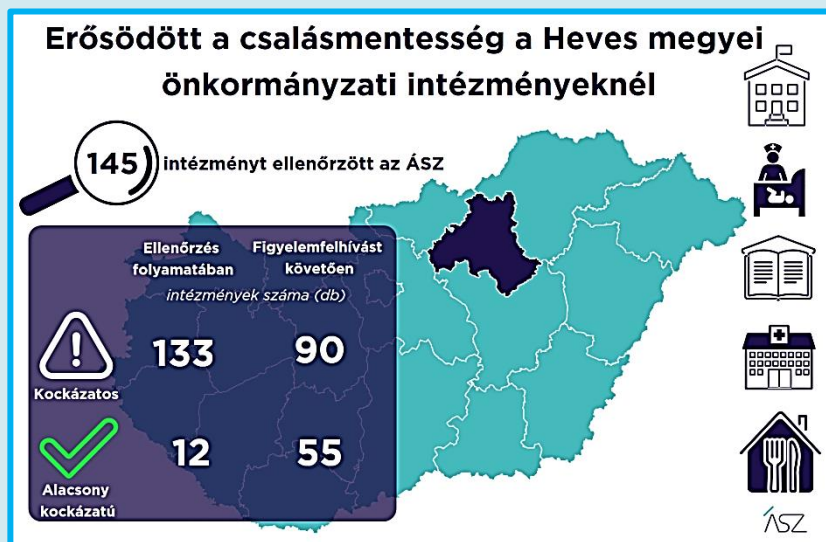 Erősödött a csalásmentesség a Heves megyei
önkormányzati intézményeknél
145 intézményt ellenőrzött az ÁSZ
Ellenőrzés folyamatában
Figyelemfelhívást követően
intézmények száma (db)
Kockázatos
133 90
Alacsony kockázatú
12 55
ÁSZ